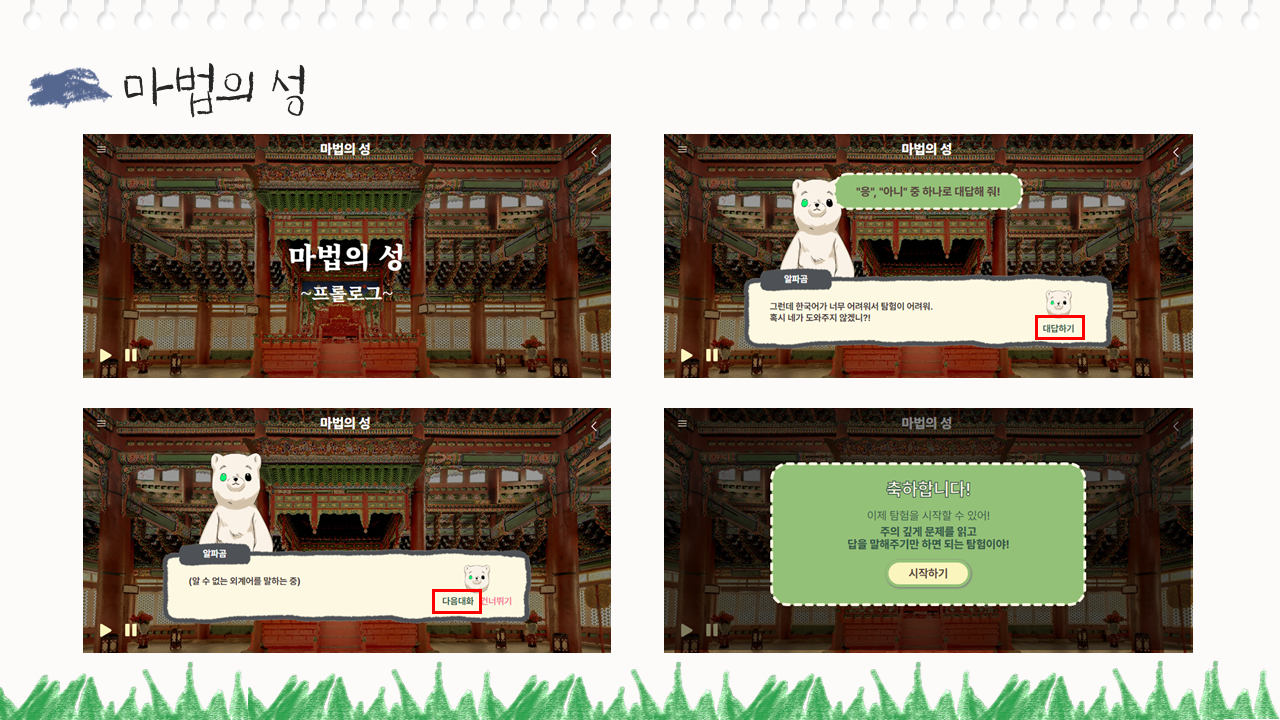 마법의 성
마법의 성
마법의 성
~프롤로그~
마법의 성
"응", "아니" 중 하나로 대답해 줘!
알파곰
그런데 한국어가 너무 어려워서 탐험이 어려워.
혹시 네가 도와주지 않겠니?!
대답하기
마법의 성
알파곰
(알 수 없는 외계어를 말하는 중)
다음대화 건너뛰기
마법의 성
축하합니다!
이제 탐험을 시작할 수 있어!
주의 깊게 문제를 읽고
답을 말해주기만 하면 되는 탐험이야!
시작하기